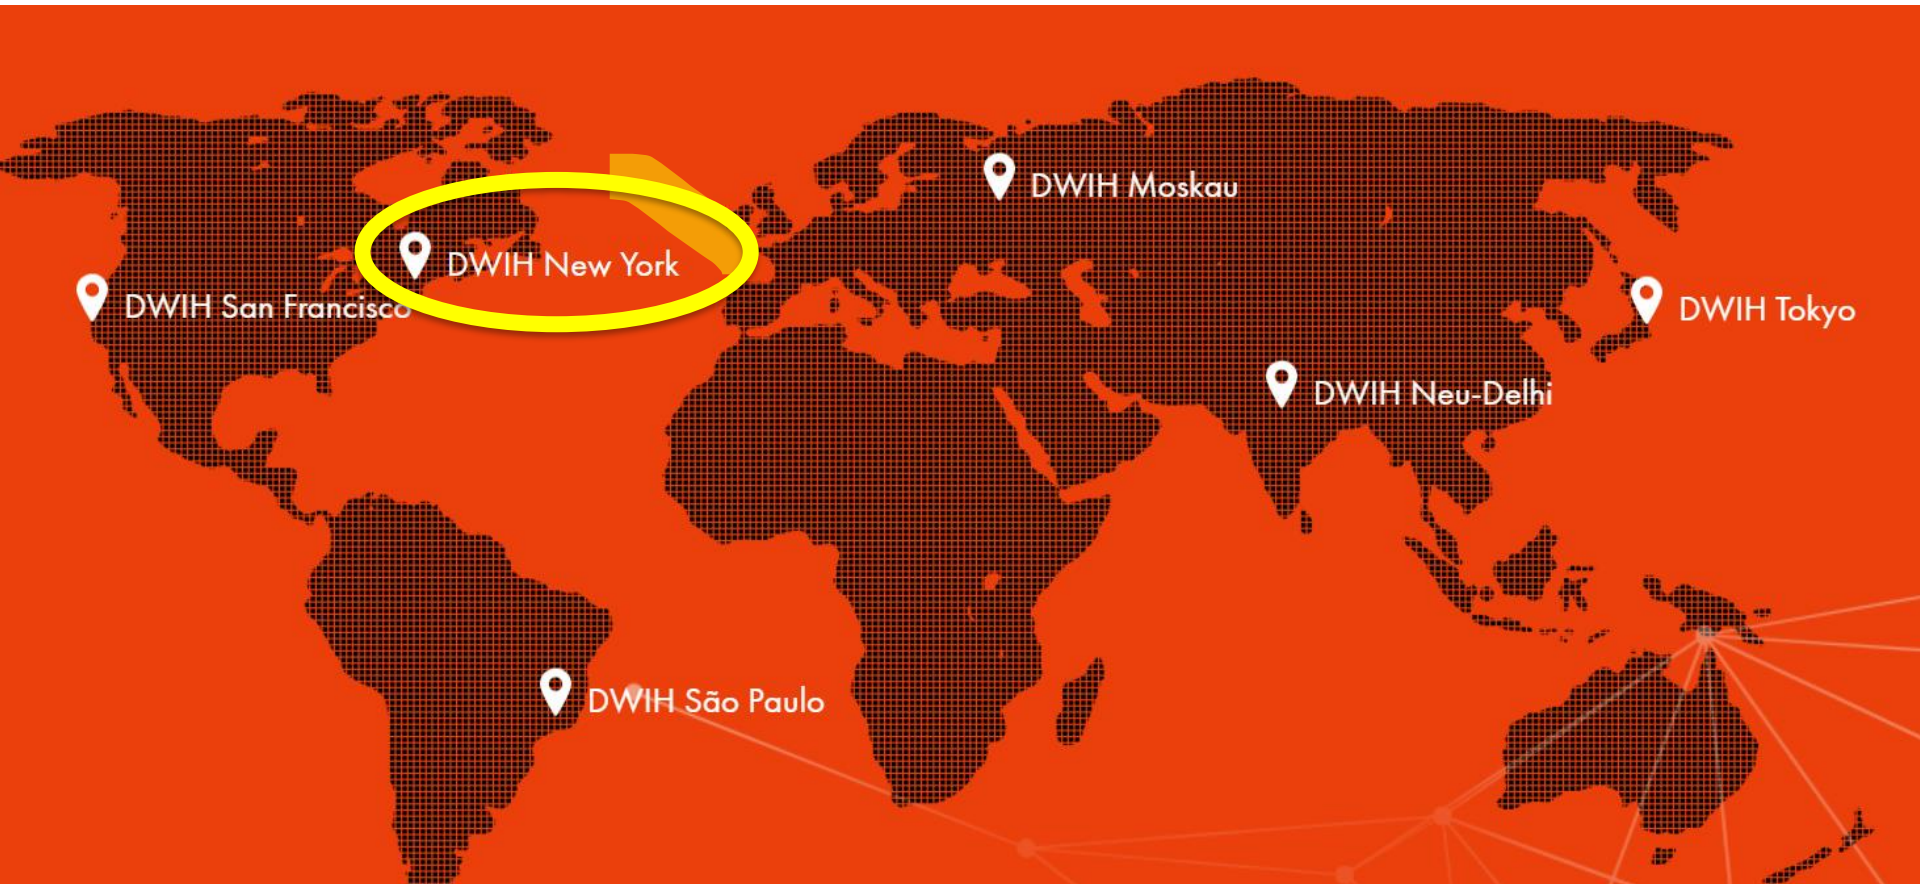 DWIH Moskau
DWIH New York
DWIH San Francisco
DWIH Tokyo
DWIH Neu-Delhi
DWIH São Paulo